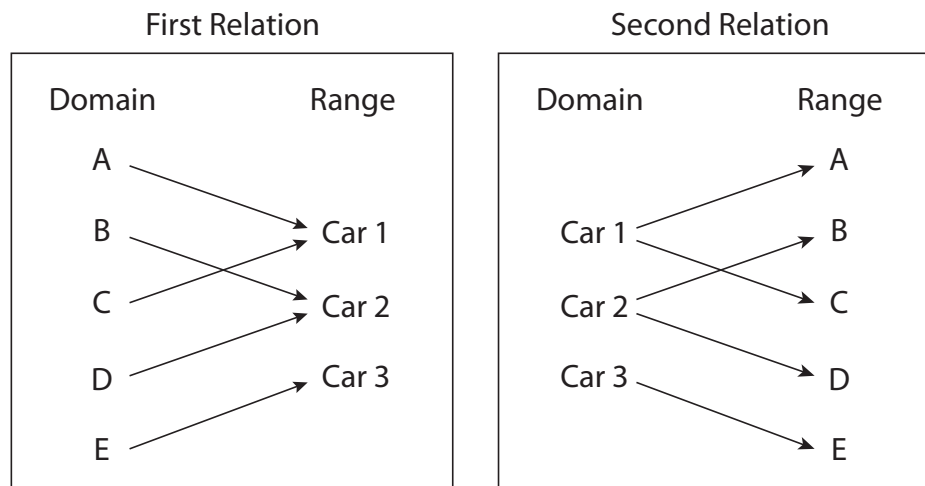 First Relation
Domain Range
A
B
C
D
E
Car 1
Car 2
Car 3
Second Relation
Domain Range
Car 1
Car 2
Car 3
A
B
C
D
E